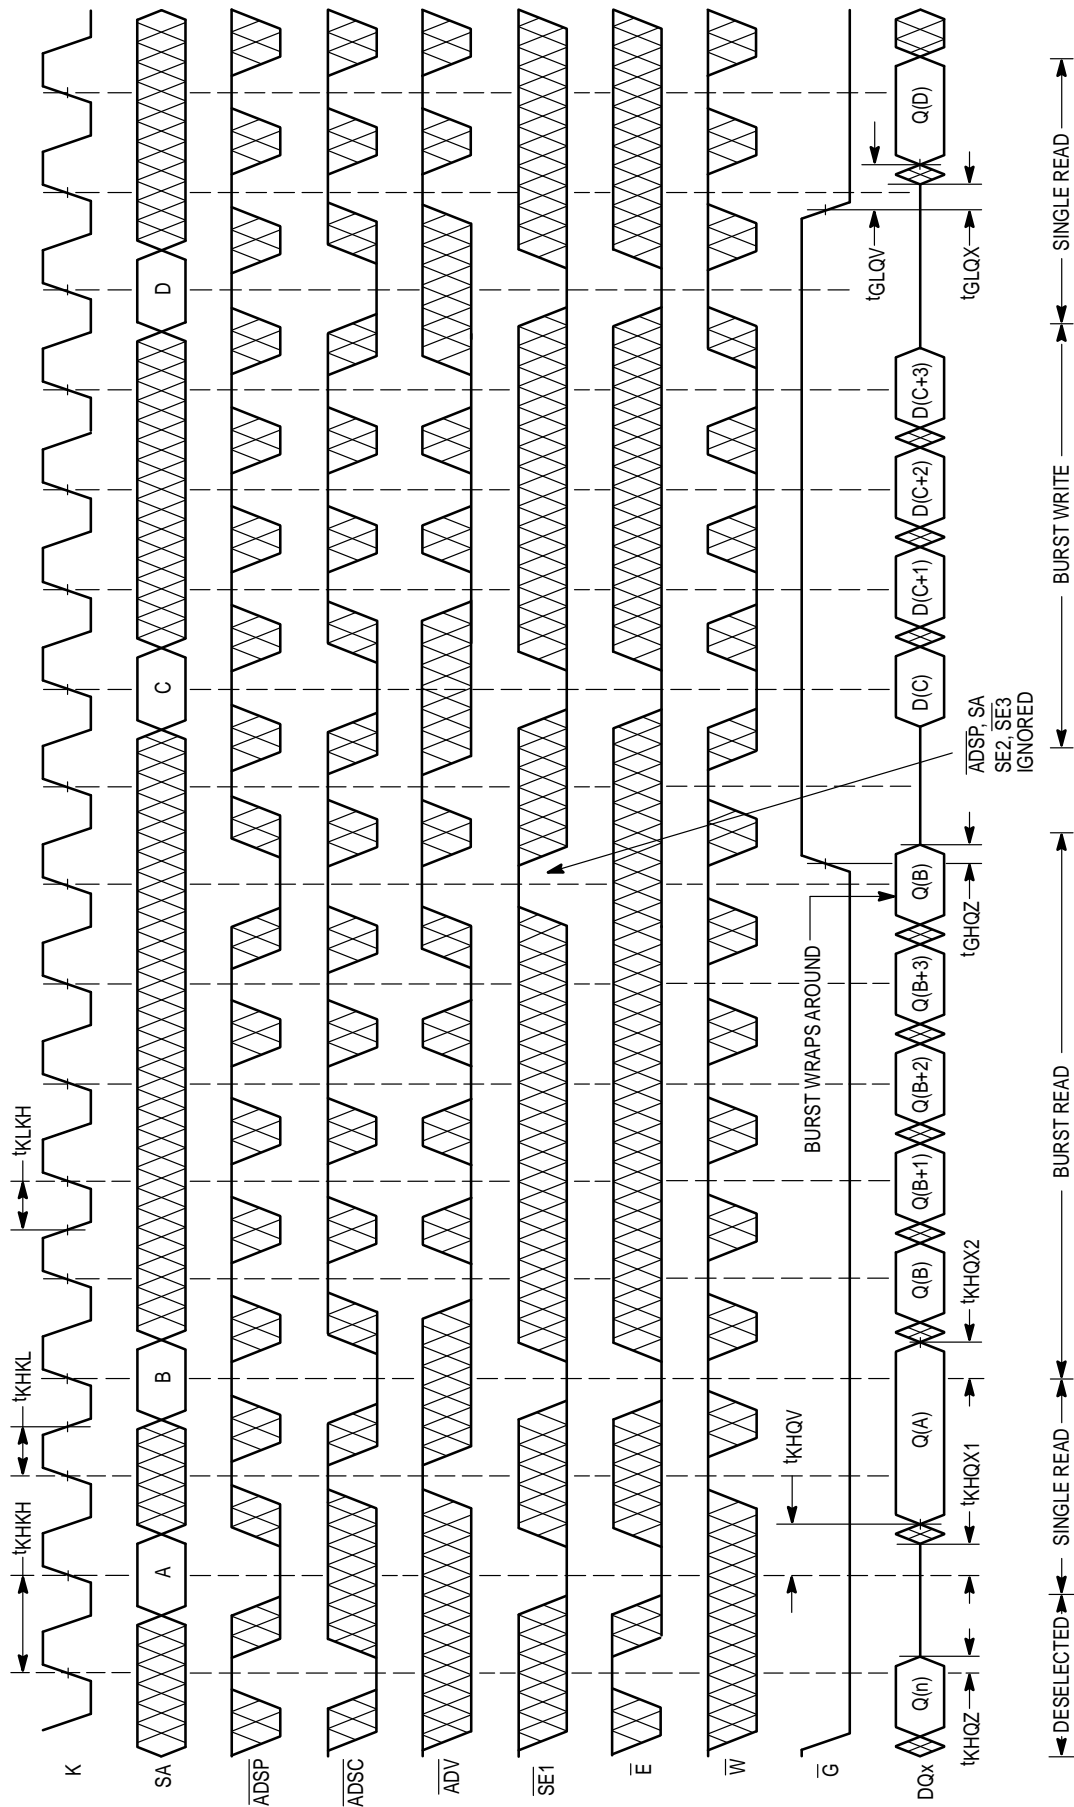 K
tKHKH
tKHKL
tKLKH
SA
A
B
C
D
ADSP
ADSC
ADV
SE1
E
W
G
tKHQV
BURST WRAPS AROUND
ADSP, SA
SE2, SE3
IGNORED
tGLQV
DQx
Q(n)
Q(A)
Q(B)
Q(B+1)
Q(B+2)
Q(B+3)
Q(B)
D(C)
D(C+1)
D(C+2)
D(C+3)
Q(D)
tKHQZ
tKHQX1
tKHQX2
tGHQZ
tGLQX
DESELECTED
SINGLE READ
BURST READ
BURST WRITE
SINGLE READ